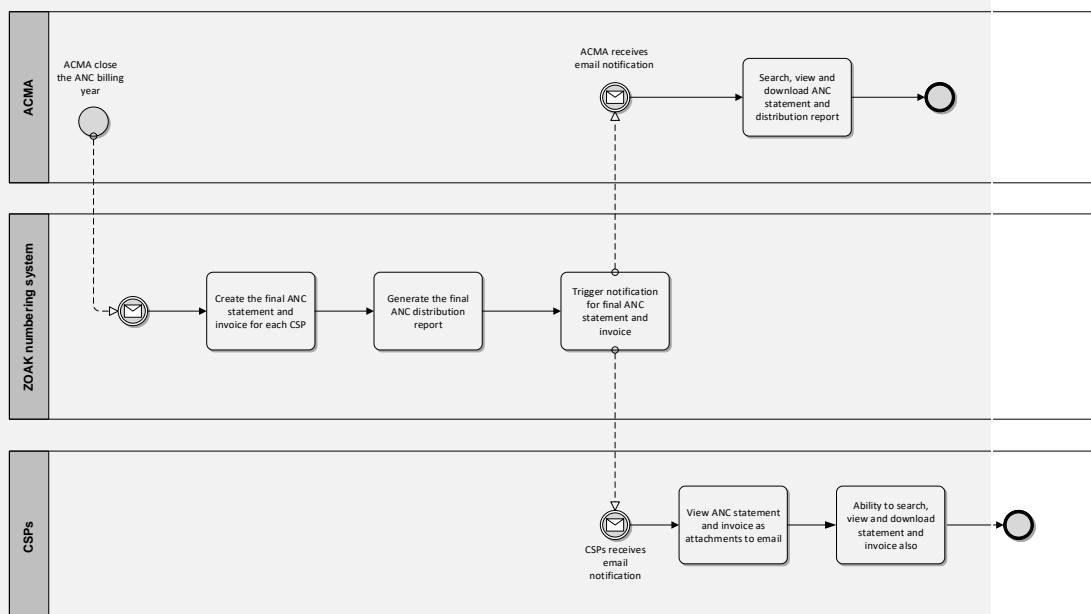 ACMA
ACMA close
the ANC billing
year
ACMA receives
email notification
Search, view and
download ANC
statement and
distribution report
ZOAK numbering system
Create the final ANC
statement and
invoice for each CSP
Generate the final
ANC distribution
report
Trigger notification
for final ANC
statement and
invoice
CSPs
CSPs receives
email
notification
View ANC statement
and invoice as
attachments to email
Ability to search,
view and download
statement and
invoice also